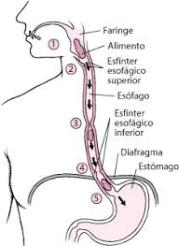 Faringe
①
Alimento
②
Esfínter
esofágico
superior
Esófago
③
Esfínter
esofágico
inferior
Diafragma
④
Estómago
⑤